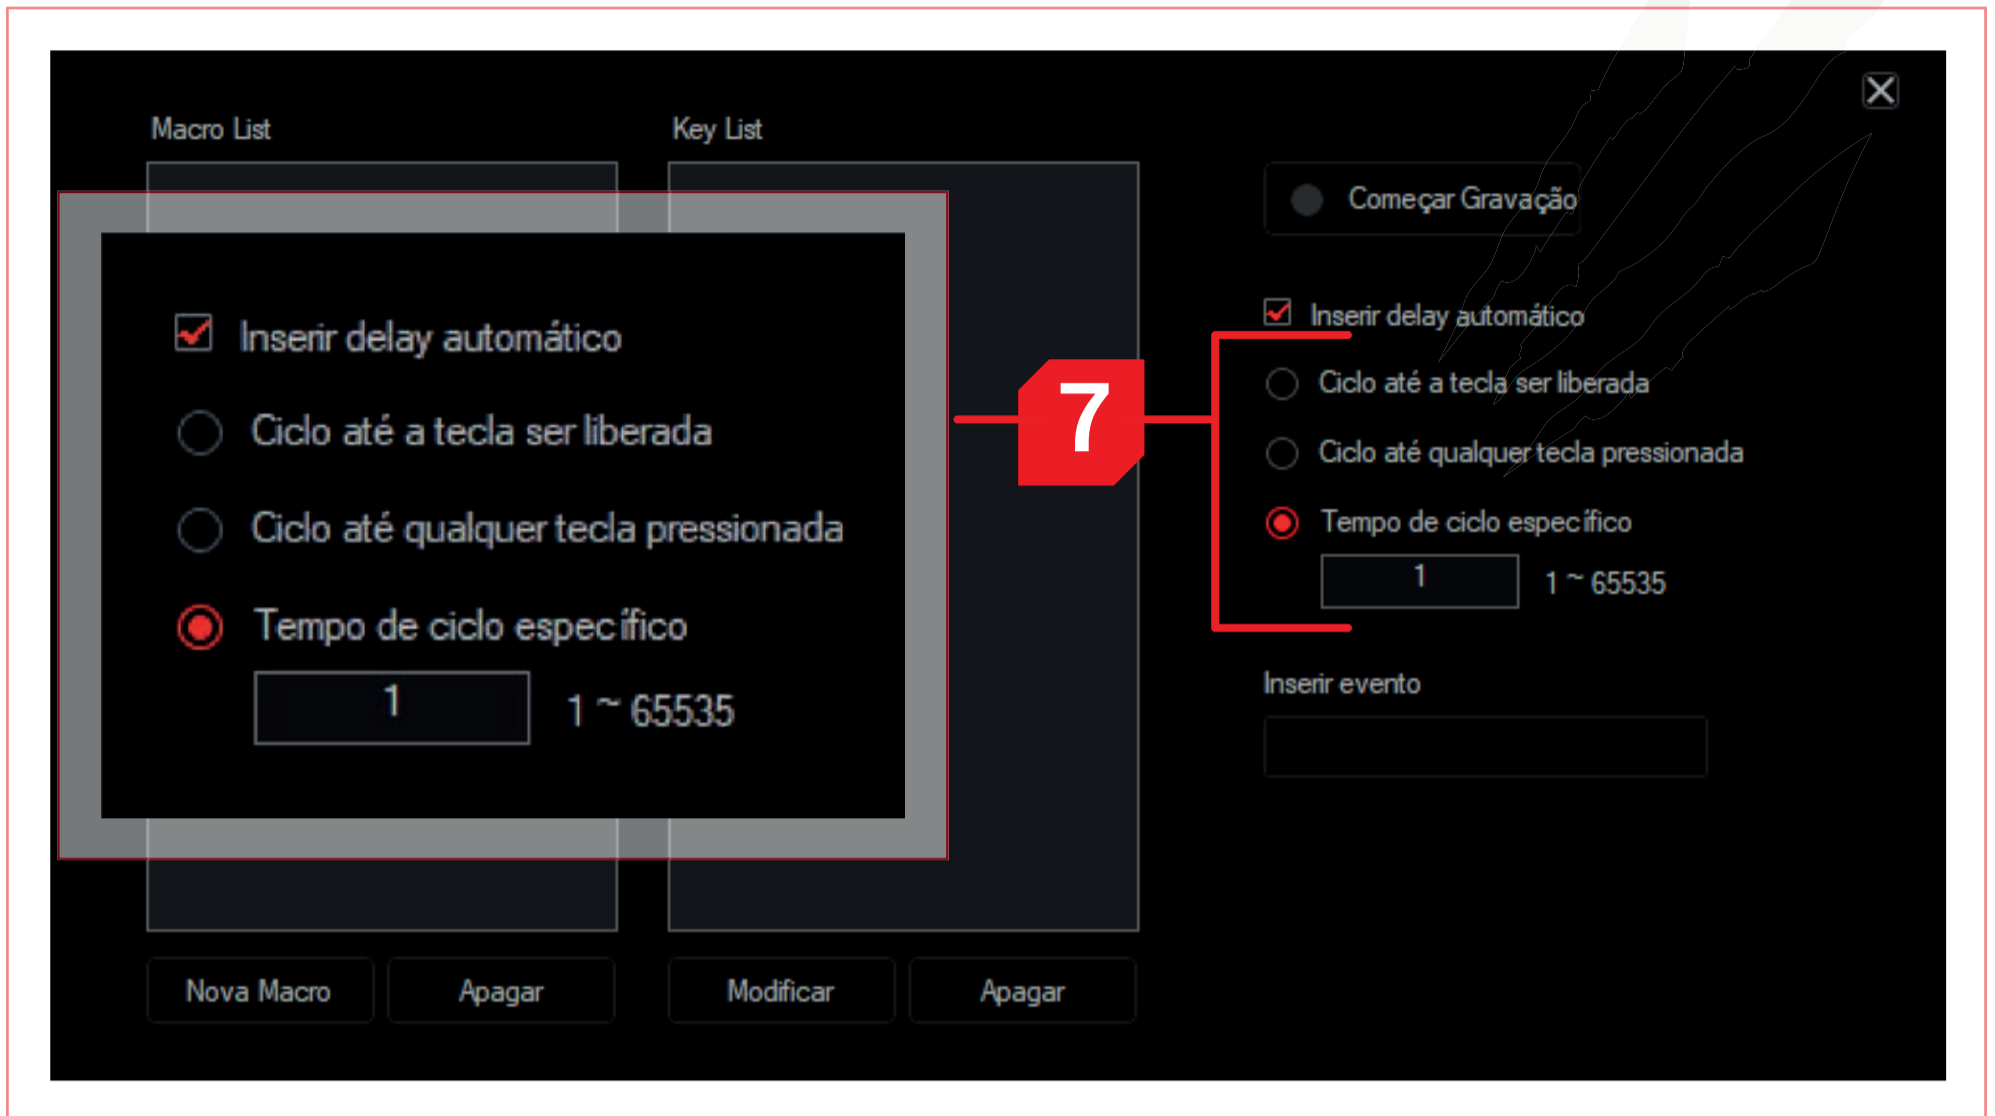 Macro List
Key List
Começar Gravação
Inserir delay automático
Ciclo até a tecla ser liberada
Ciclo até qualquer tecla pressionada
Tempo de ciclo específico
1
1 ~ 65535
7
Inserir delay automático
Ciclo até a tecla ser liberada
Ciclo até qualquer tecla pressionada
Tempo de ciclo específico
1
1 ~ 65535
Inserir evento
Nova Macro
Apagar
Modificar
Apagar